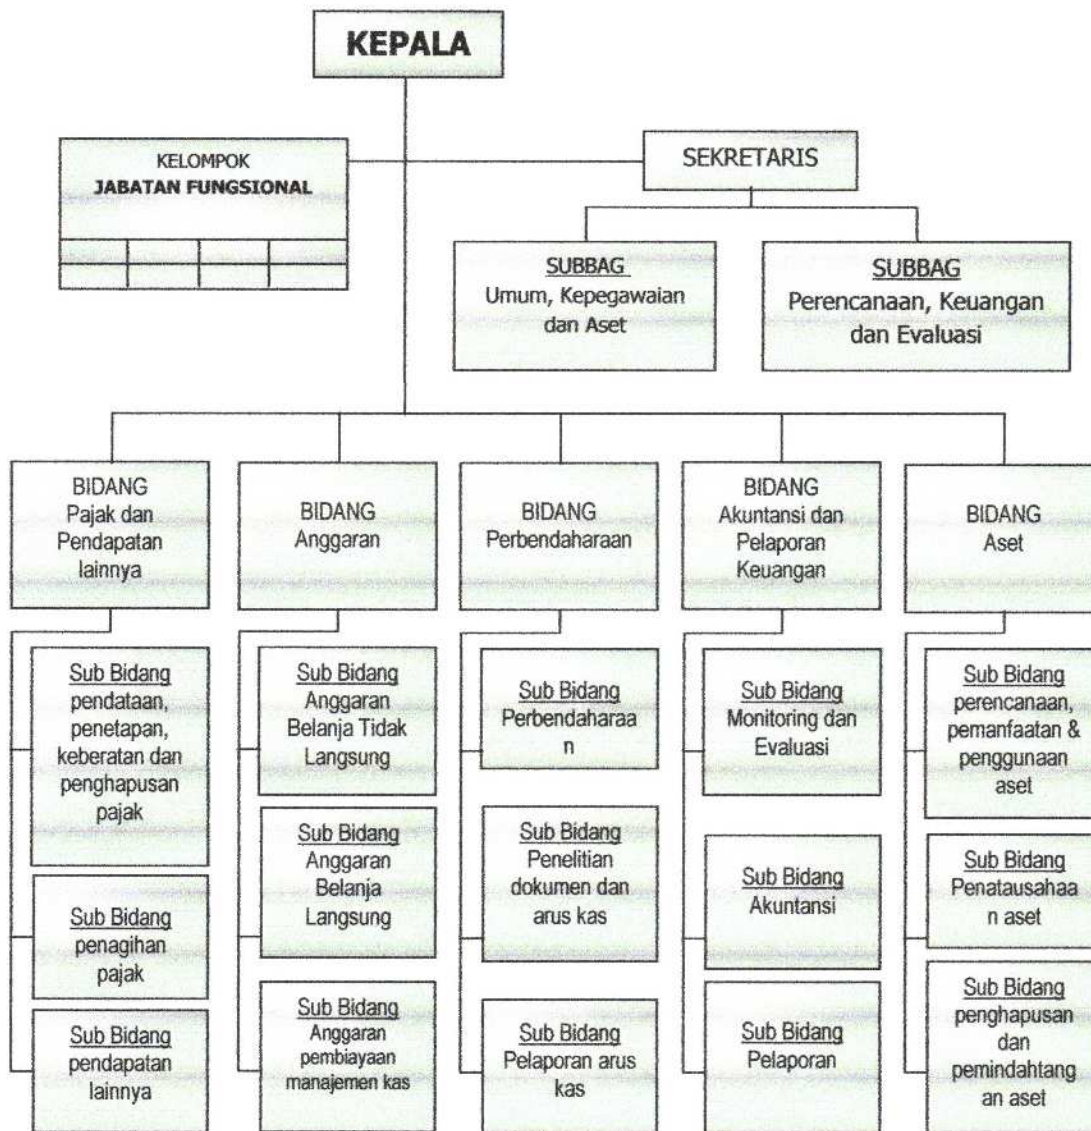 KEPALA
KELOMPOK
JABATAN FUNGSIONAL
SEKRETARIS
SUBBAG
Umum, Kepegawaian
dan Aset
SUBBAG
Perencanaan, Keuangan
dan Evaluasi
BIDANG
Pajak dan
Pendapatan
lainnya
BIDANG
Anggaran
BIDANG
Perbendaharaan
BIDANG
Akuntansi dan
Pelaporan
Keuangan
BIDANG
Aset
Sub Bidang
pendataan,
penetapan,
keberatan dan
penghapusan
pajak
Sub Bidang
penagihan
pajak
Sub Bidang
pendapatan
lainnya
Sub Bidang
Anggaran
Belanja Tidak
Langsung
Sub Bidang
Anggaran
Belanja
Langsung
Sub Bidang
Anggaran
pembiayaan
manajemen kas
Sub Bidang
Perbendaharaa
n
Sub Bidang
Penelitian
dokumen dan
arus kas
Sub Bidang
Pelaporan arus
kas
Sub Bidang
Monitoring dan
Evaluasi
Sub Bidang
Akuntansi
Sub Bidang
Pelaporan
Sub Bidang
perencanaan,
pemanfaatan &
penggunaan
aset
Sub Bidang
Penatausahaa
n aset
Sub Bidang
penghapusan
dan
pemindahtang
an aset